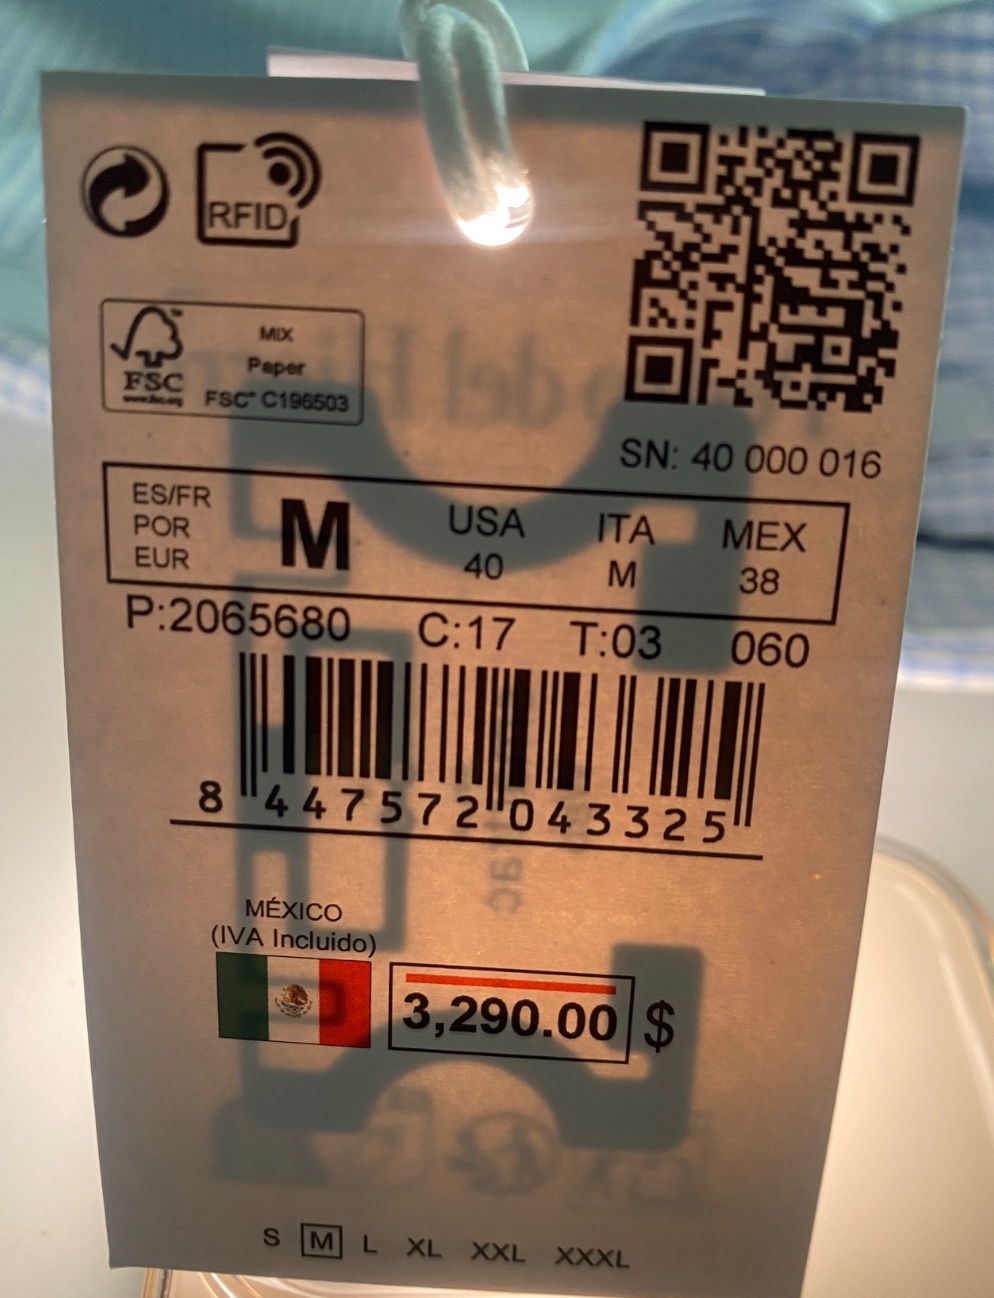 RFID
MIX
Paper
FSC
www.fsc.org
FSC® C196503
SN: 40 000 016
ES/FR
POR
EUR
M
USA
40
ITA
M
MEX
38
P:2065680 C:17 T:03 060
8 447572 043325
MÉXICO
(IVA Incluido)
3,290.00 $
S M L XL XXL XXXL